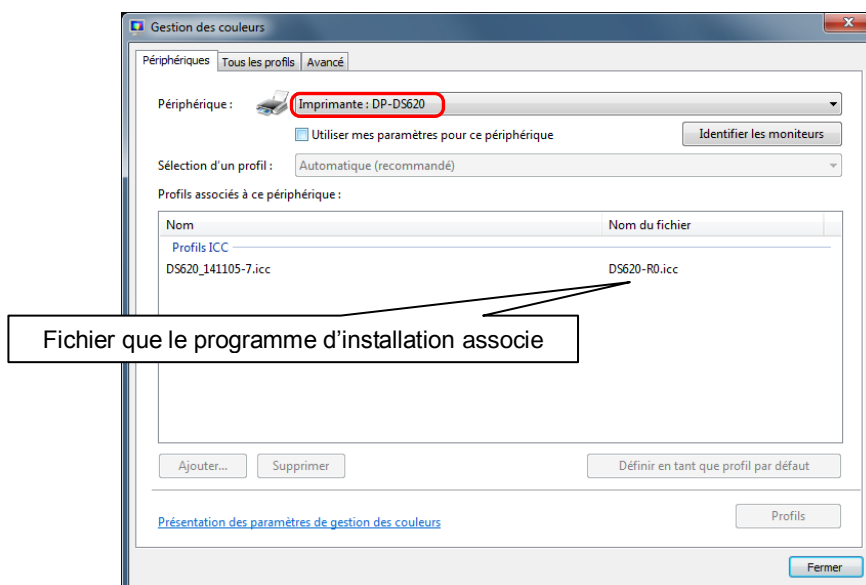 Gestion des couleurs
Périphériques Tous les profils Avancé
Périphérique : Imprimante : DP-DS620
Utiliser mes paramètres pour ce périphérique Identifier les moniteurs
Sélection d'un profil : Automatique (recommandé)
Profils associés à ce périphérique :
Nom Nom du fichier
Profils ICC
DS620_141105-7.icc DS620-R0.icc
Fichier que le programme d’installation associe
Ajouter... Supprimer Définir en tant que profil par défaut
Présentation des paramètres de gestion des couleurs Profils
Fermer